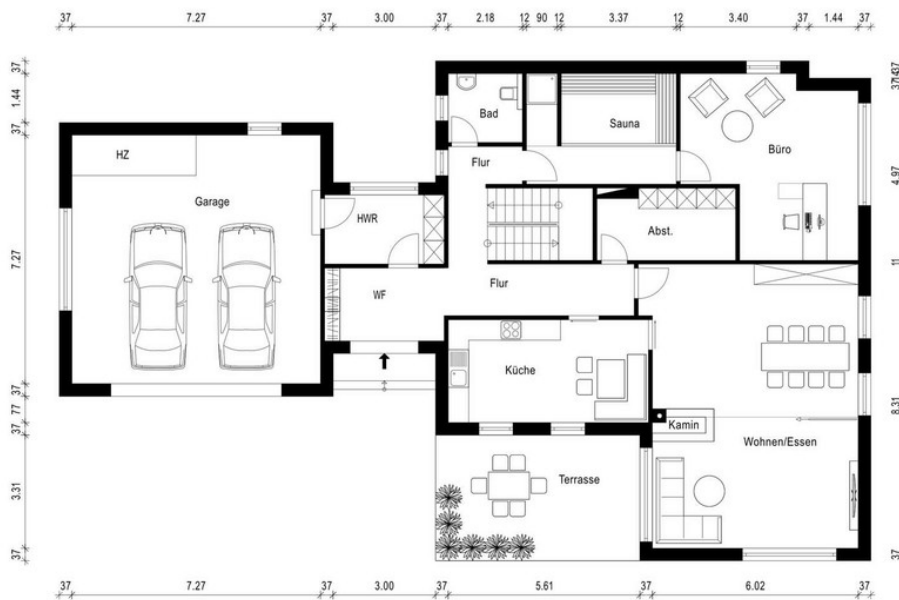 37 7.27 37 3.00 37 2.18 12 90 12 3.37 12 3.40 37 1.44 37
37
1.44
37
7.27
37
77
37
3.31
37
Bad
Sauna
Büro
HZ
Flur
Garage
HWR
Abst.
WF
Flur
Küche
Kamin
Wohnen/Essen
Terrasse
4.97
11
8.31
37
37 7.27 37 3.00 37 5.61 37 6.02 37